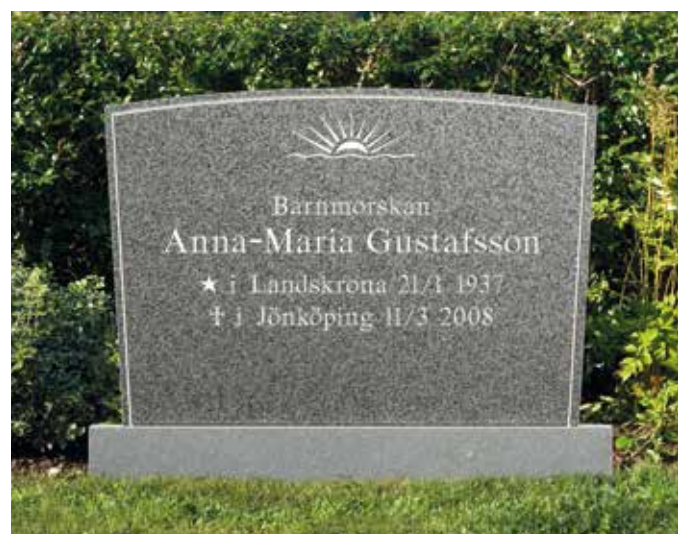 Barnmorskan
Anna-Maria Gustafsson
★ i Landskrona 21/1 1937
✝ i Jönköping 11/3 2008